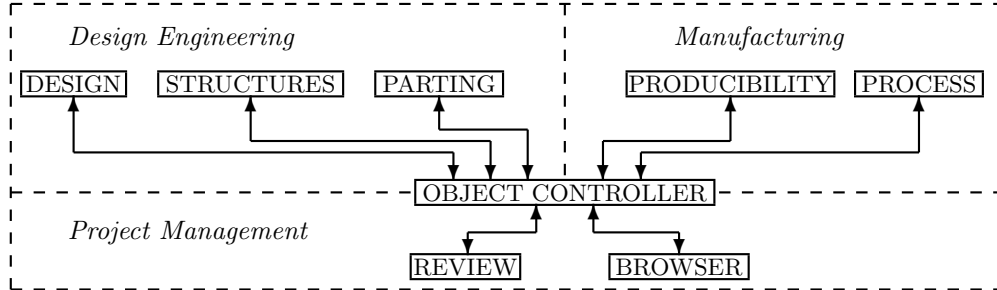 Design Engineering
Manufacturing
DESIGN
STRUCTURES
PARTING
PRODUCIBILITY
PROCESS
OBJECT CONTROLLER
Project Management
REVIEW
BROWSER